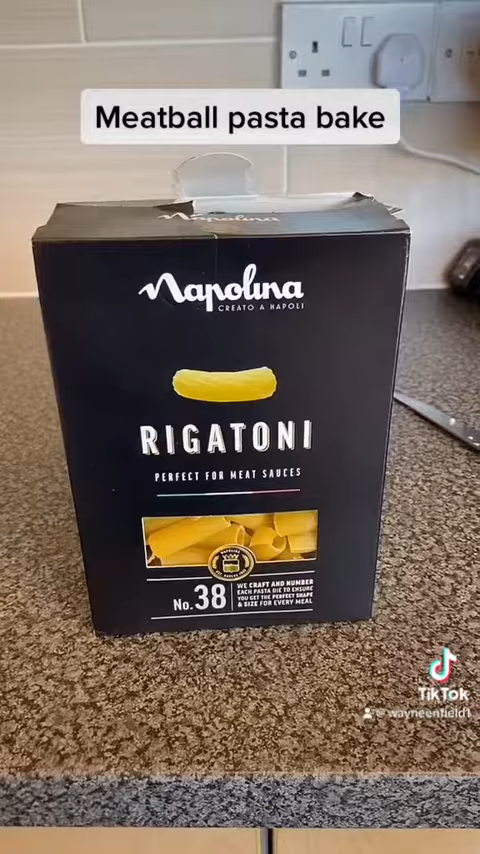 Meatball pasta bake
Napolina
Napolina
CREATO A NAPOLI
RIGATONI
PERFECT FOR MEAT SAUCES
No. 38
WE CRAFT AND NUMBER
EACH PASTA DIE TO ENSURE
YOU GET THE PERFECT SHAPE
& SIZE FOR EVERY MEAL
TikTok
@wayneenfield1